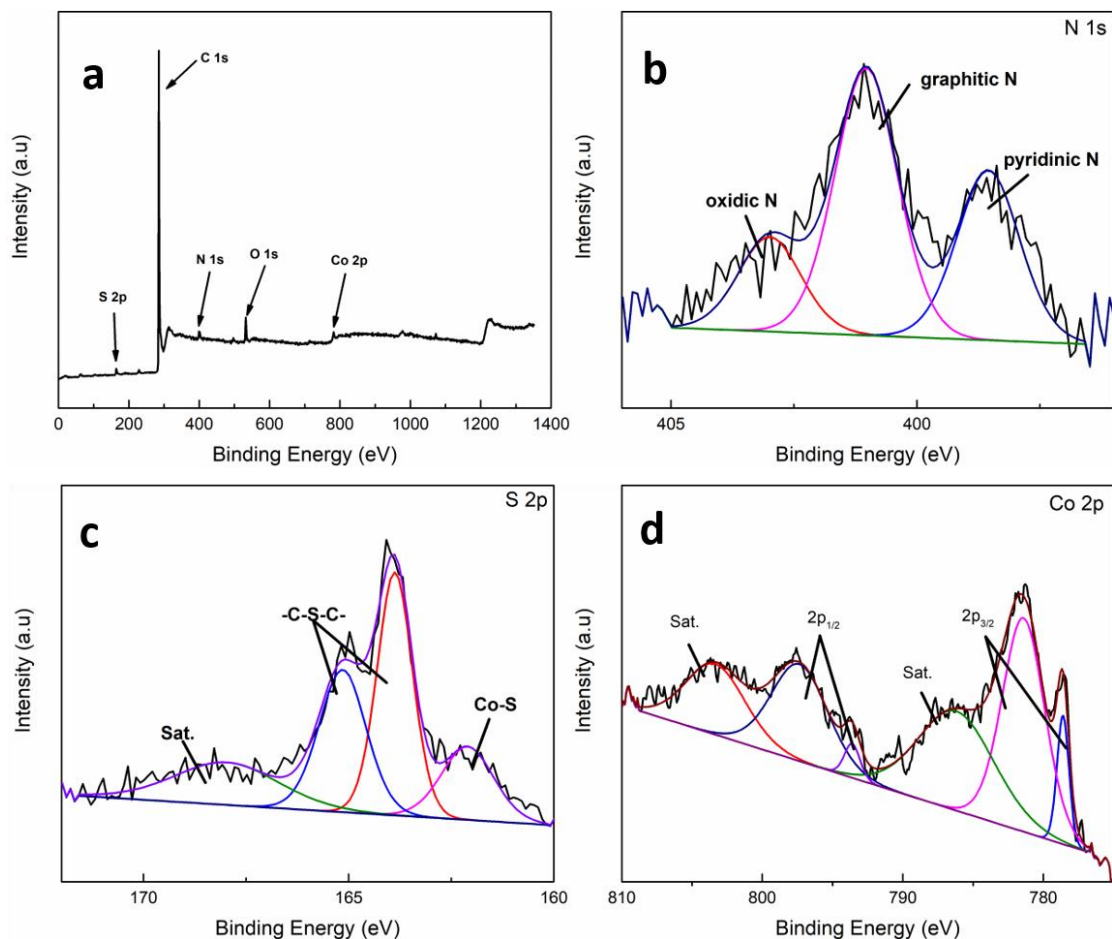 a
C 1s
S 2p
N 1s
O 1s
Co 2p
Intensity (a.u)
0 200 400 600 800 1000 1200 1400
Binding Energy (eV)
b
N 1s
graphitic N
pyridinic N
oxidic N
Intensity (a.u)
405 400
Binding Energy (eV)
c
S 2p
-C-S-C-
Co-S
Sat.
Intensity (a.u)
170 165 160
Binding Energy (eV)
d
Co 2p
Sat.
2p1/2
Sat.
2p3/2
Intensity (a.u)
810 800 790 780
Binding Energy (eV)